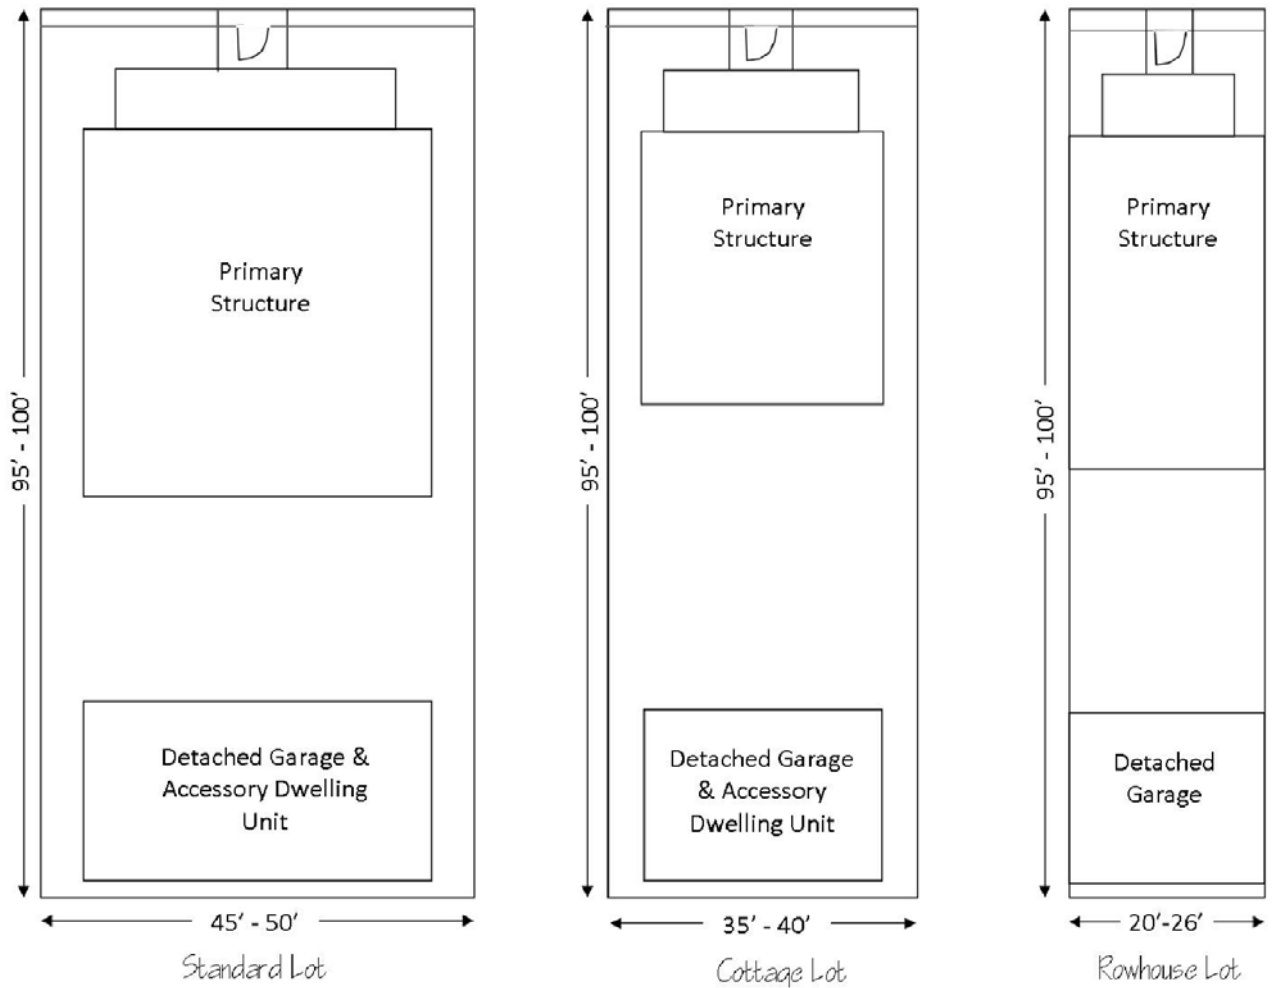 Primary
Structure
95' - 100'
Detached Garage &
Accessory Dwelling
Unit
45' - 50'
Standard Lot
Primary
Structure
95' - 100'
Detached Garage
& Accessory
Dwelling Unit
35' - 40'
Cottage Lot
Primary
Structure
95' - 100'
Detached
Garage
20'-26'
Rowhouse Lot